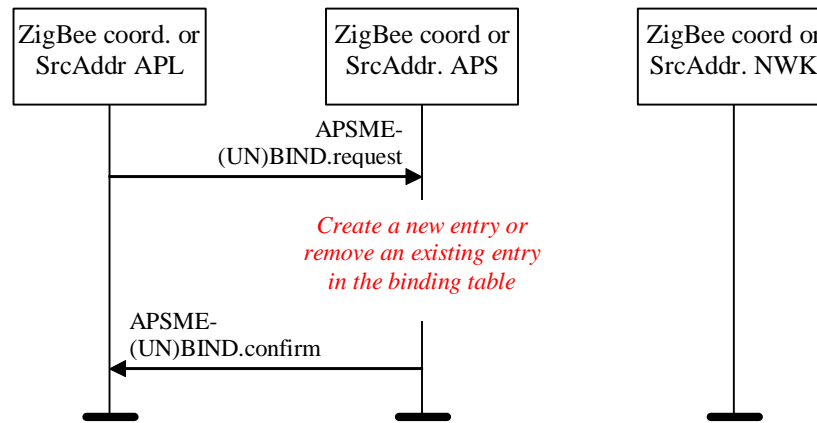 ZigBee coord. or
SrcAddr APL
ZigBee coord or
SrcAddr. APS
ZigBee coord or
SrcAddr. NWK
APSME-
(UN)BIND.request
Create a new entry or
remove an existing entry
in the binding table
APSME-
(UN)BIND.confirm